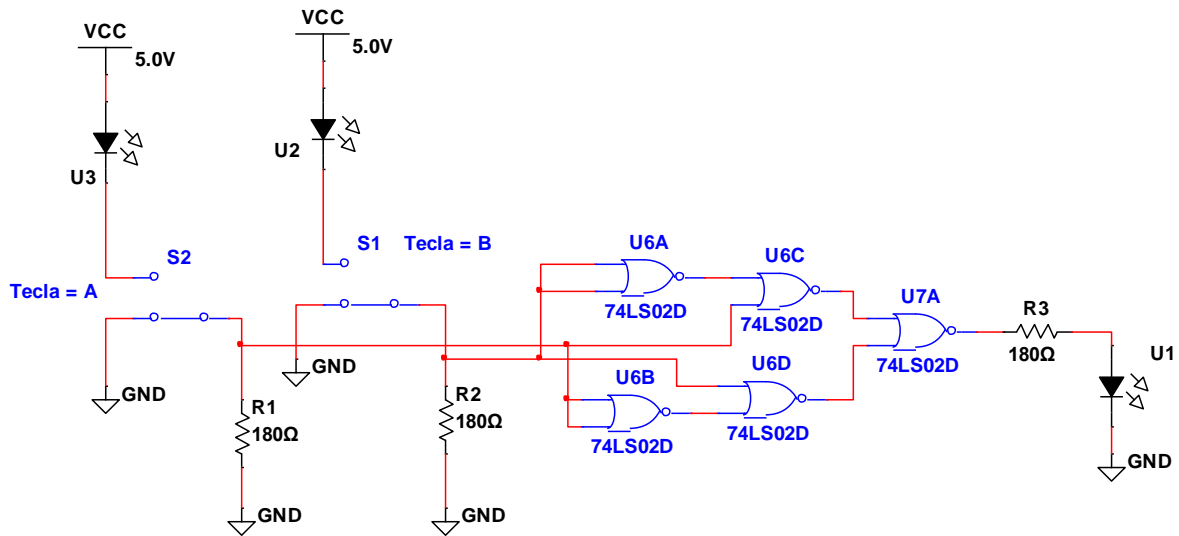 VCC
5.0V
U3
VCC
5.0V
U2
S2
Tecla = A
GND
R1
180Ω
GND
S1
Tecla = B
GND
R2
180Ω
GND
U6A
74LS02D
U6C
74LS02D
U6B
74LS02D
U6D
74LS02D
U7A
74LS02D
R3
180Ω
U1
GND